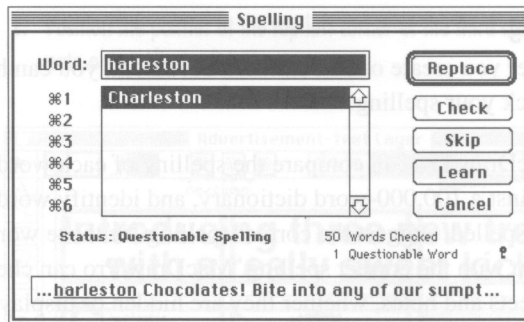 Spelling
Word: harleston
Replace
⌘1 Charleston
Check
⌘2
Skip
⌘3
⌘4
Learn
⌘5
⌘6
Cancel
Status: Questionable Spelling 50 Words Checked
1 Questionable Word
...harleston Chocolates! Bite into any of our sumpt...